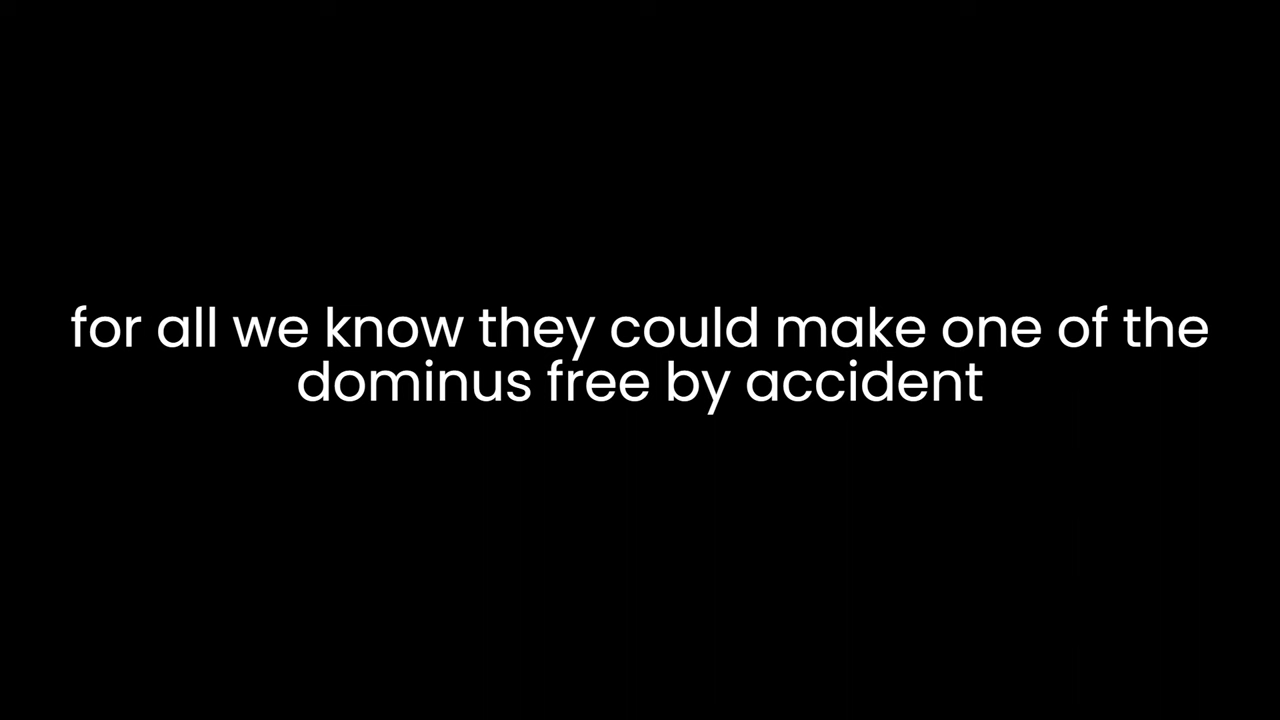 for all we know they could make one of the
dominus free by accident